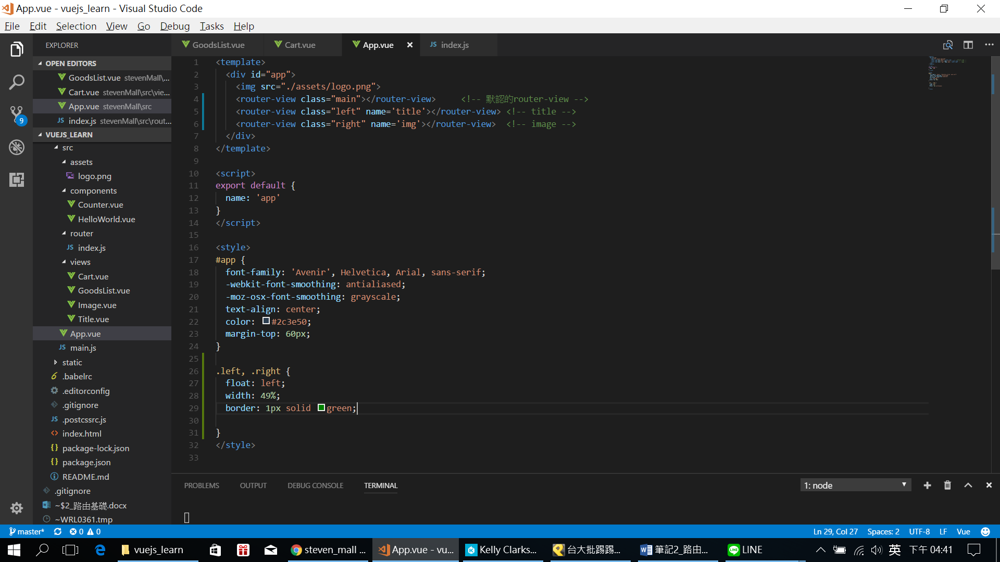 App.vue - vuejs_learn - Visual Studio Code
File Edit Selection View Go Debug Tasks Help
EXPLORER
OPEN EDITORS
GoodsList.vue stevenMall\...
Cart.vue stevenMall\src\vie...
App.vue stevenMall\src
index.js stevenMall\src\rout...
VUEJS_LEARN
src
assets
logo.png
components
Counter.vue
HelloWorld.vue
router
index.js
views
Cart.vue
GoodsList.vue
Image.vue
Title.vue
App.vue
main.js
static
.babelrc
.editorconfig
.gitignore
.postcssrc.js
index.html
package-lock.json
package.json
README.md
.gitignore
~$2_路由基礎.docx
~WRL0361.tmp
9
GoodsList.vue Cart.vue App.vue index.js
1 <template>
2 <div id="app">
3 <img src="./assets/logo.png">
4 <router-view class="main"></router-view> <!-- 默認的router-view -->
5 <router-view class="left" name='title'></router-view> <!-- title -->
6 <router-view class="right" name='img'></router-view> <!-- image -->
7 </div>
8 </template>
9
10 <script>
11 export default {
12 name: 'app'
13 }
14 </script>
15
16 <style>
17 #app {
18 font-family: 'Avenir', Helvetica, Arial, sans-serif;
19 -webkit-font-smoothing: antialiased;
20 -moz-osx-font-smoothing: grayscale;
21 text-align: center;
22 color: #2c3e50;
23 margin-top: 60px;
24 }
25
26 .left, .right {
27 float: left;
28 width: 49%;
29 border: 1px solid green;
30
31 }
32 </style>
33
PROBLEMS OUTPUT DEBUG CONSOLE TERMINAL 1: node
master* 0 0 Ln 29, Col 27 Spaces: 2 UTF-8 LF Vue
vuejs_learn steven_mall ... App.vue - vu... Kelly Clarks... 台大批踢踢... 筆記2_路由... LINE 英 下午 04:41